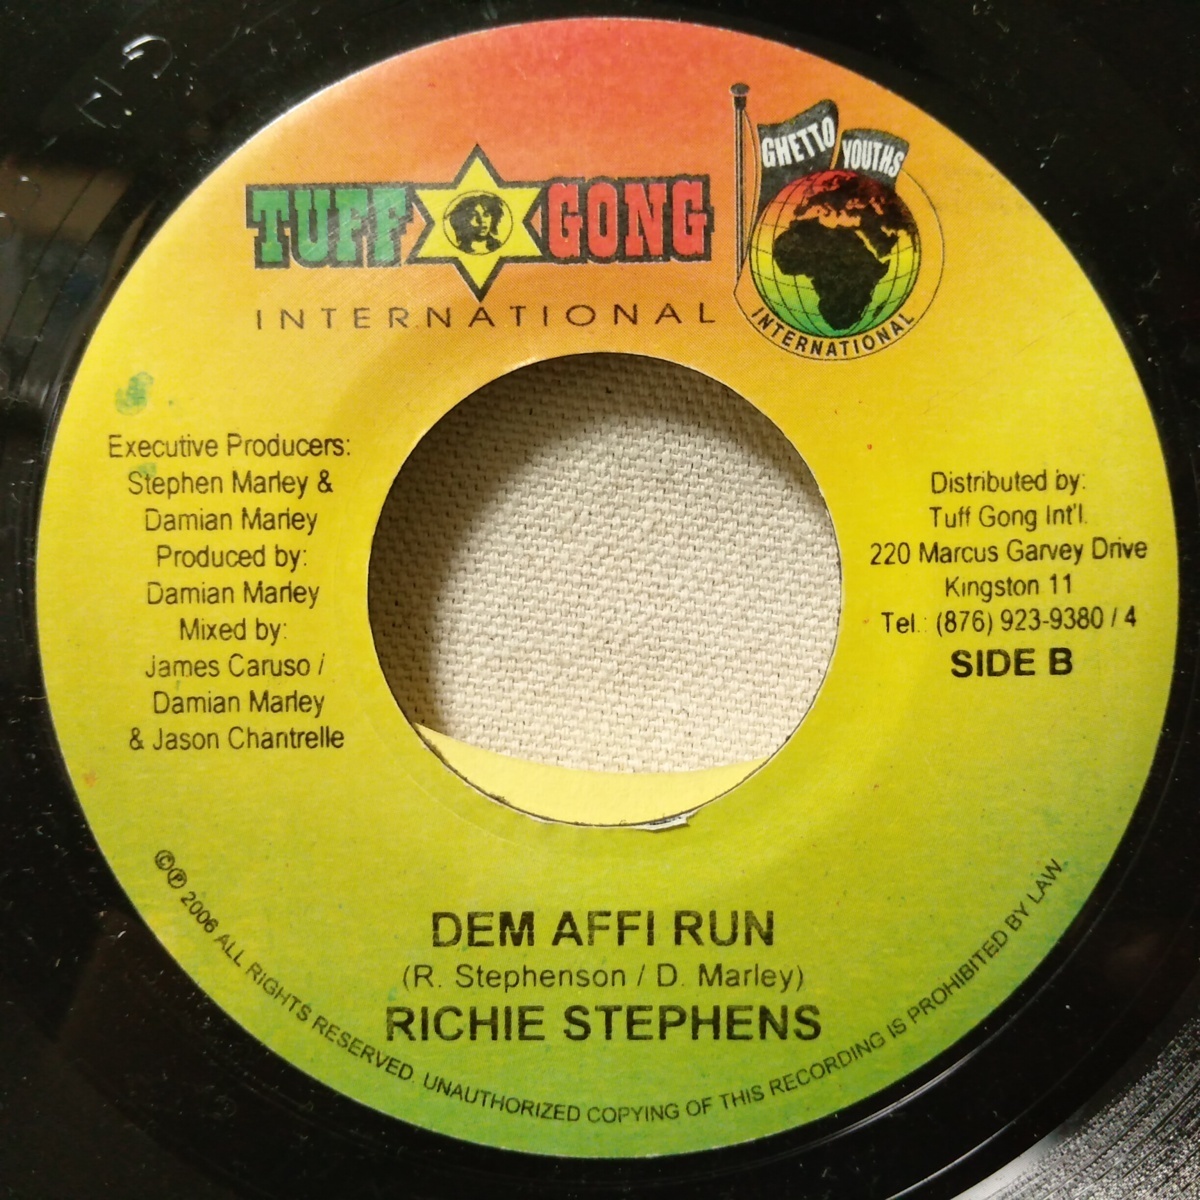 TUFF GONG
INTERNATIONAL
GHETTO YOUTHS
INTERNATIONAL
Executive Producers:
Stephen Marley &
Damian Marley
Produced by:
Damian Marley
Mixed by:
James Caruso /
Damian Marley
& Jason Chantrelle
Distributed by:
Tuff Gong Int'l.
220 Marcus Garvey Drive
Kingston 11
Tel.: (876) 923-9380 / 4
SIDE B
DEM AFFI RUN
(R. Stephenson / D. Marley)
RICHIE STEPHENS
©℗ 2006 ALL RIGHTS RESERVED. UNAUTHORIZED COPYING OF THIS RECORDING IS PROHIBITED BY LAW.